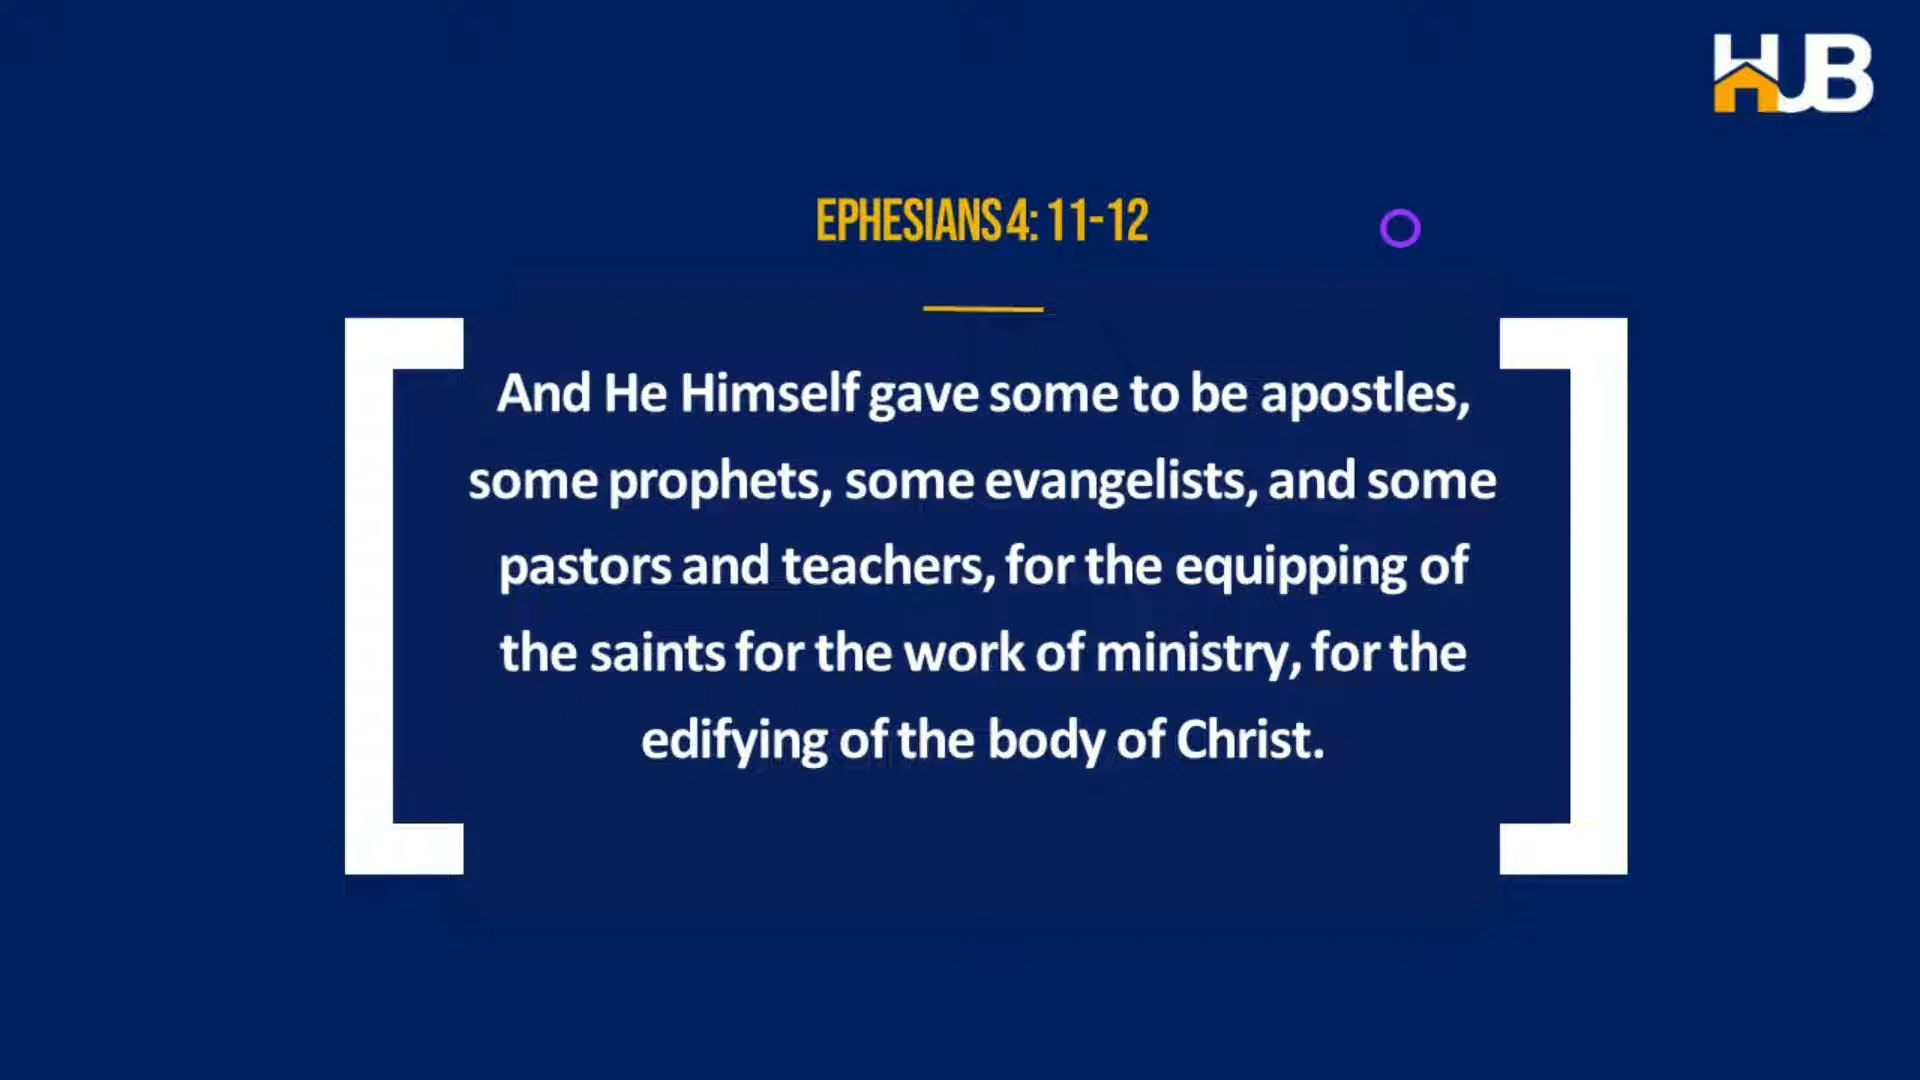 HUB
EPHESIANS 4: 11-12
And He Himself gave some to be apostles,
some prophets, some evangelists, and some
pastors and teachers, for the equipping of
the saints for the work of ministry, for the
edifying of the body of Christ.